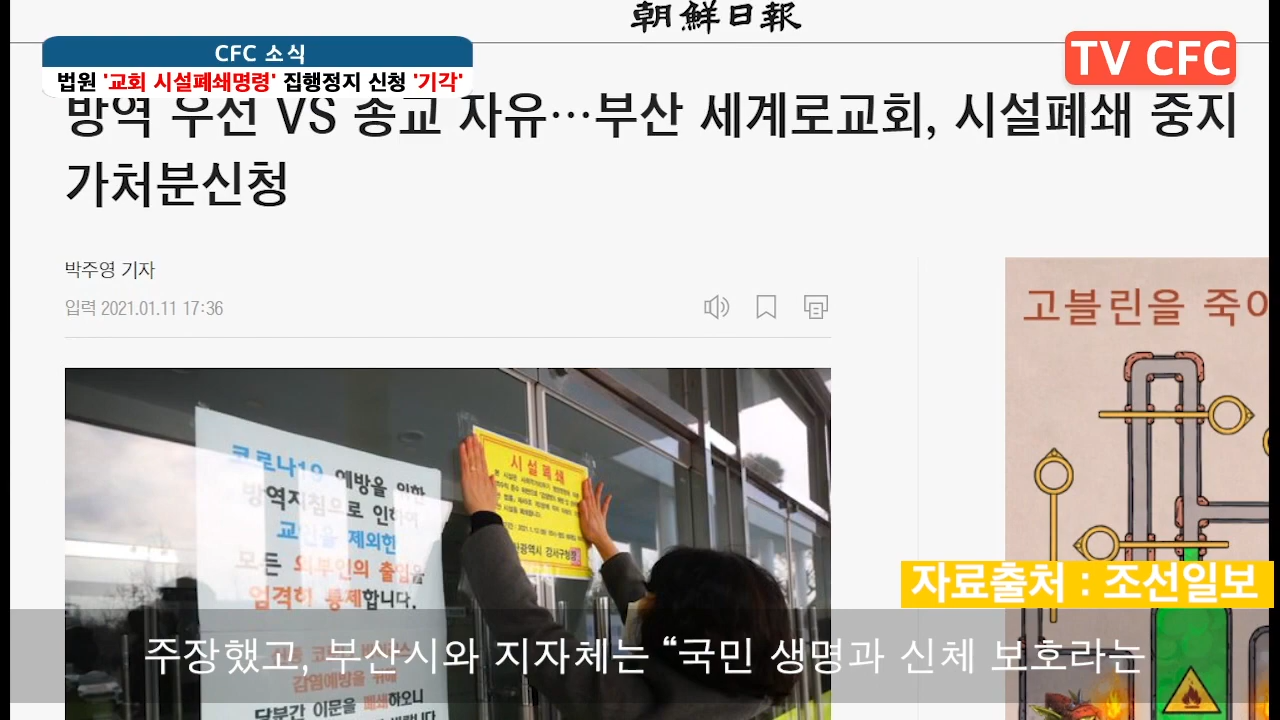 朝鮮日報
CFC 소식
법원 '교회 시설폐쇄명령' 집행정지 신청 '기각'
TV CFC
방역 우선 VS 종교 자유…부산 세계로교회, 시설폐쇄 중지
가처분신청
박주영 기자
입력 2021.01.11 17:36
고블린을 죽이
코로나19 예방을 위한
방역지침으로 인하여
교인을 제외한
모든 외부인의 출입을
엄격히 통제합니다.
감염예방을 위해
폐쇄하오니
당분간 이문을
시설폐쇄
강서구청장
자료출처 : 조선일보
주장했고, 부산시와 지자체는 “국민 생명과 신체 보호라는